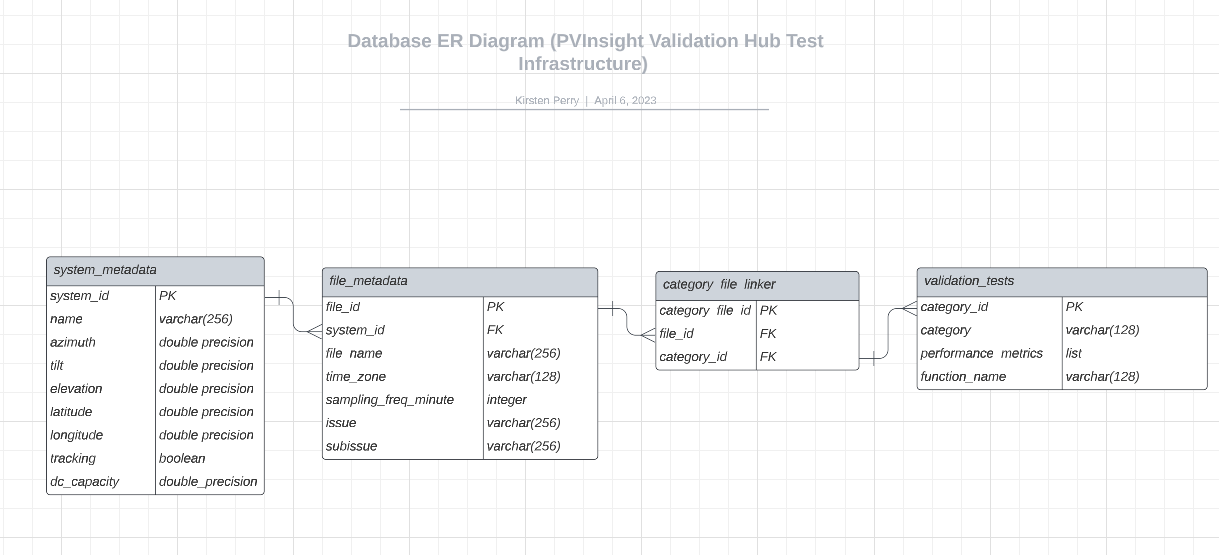 Database ER Diagram (PVInsight Validation Hub Test
Infrastructure)
Kirsten Perry | April 6, 2023
system_metadata
system_id PK
name varchar(256)
azimuth double precision
tilt double precision
elevation double precision
latitude double precision
longitude double precision
tracking boolean
dc_capacity double_precision
file_metadata
file_id PK
system_id FK
file_name varchar(256)
time_zone varchar(128)
sampling_freq_minute integer
issue varchar(256)
subissue varchar(256)
category_file_linker
category_file_id PK
file_id FK
category_id FK
validation_tests
category_id PK
category varchar(128)
performance_metrics list
function_name varchar(128)